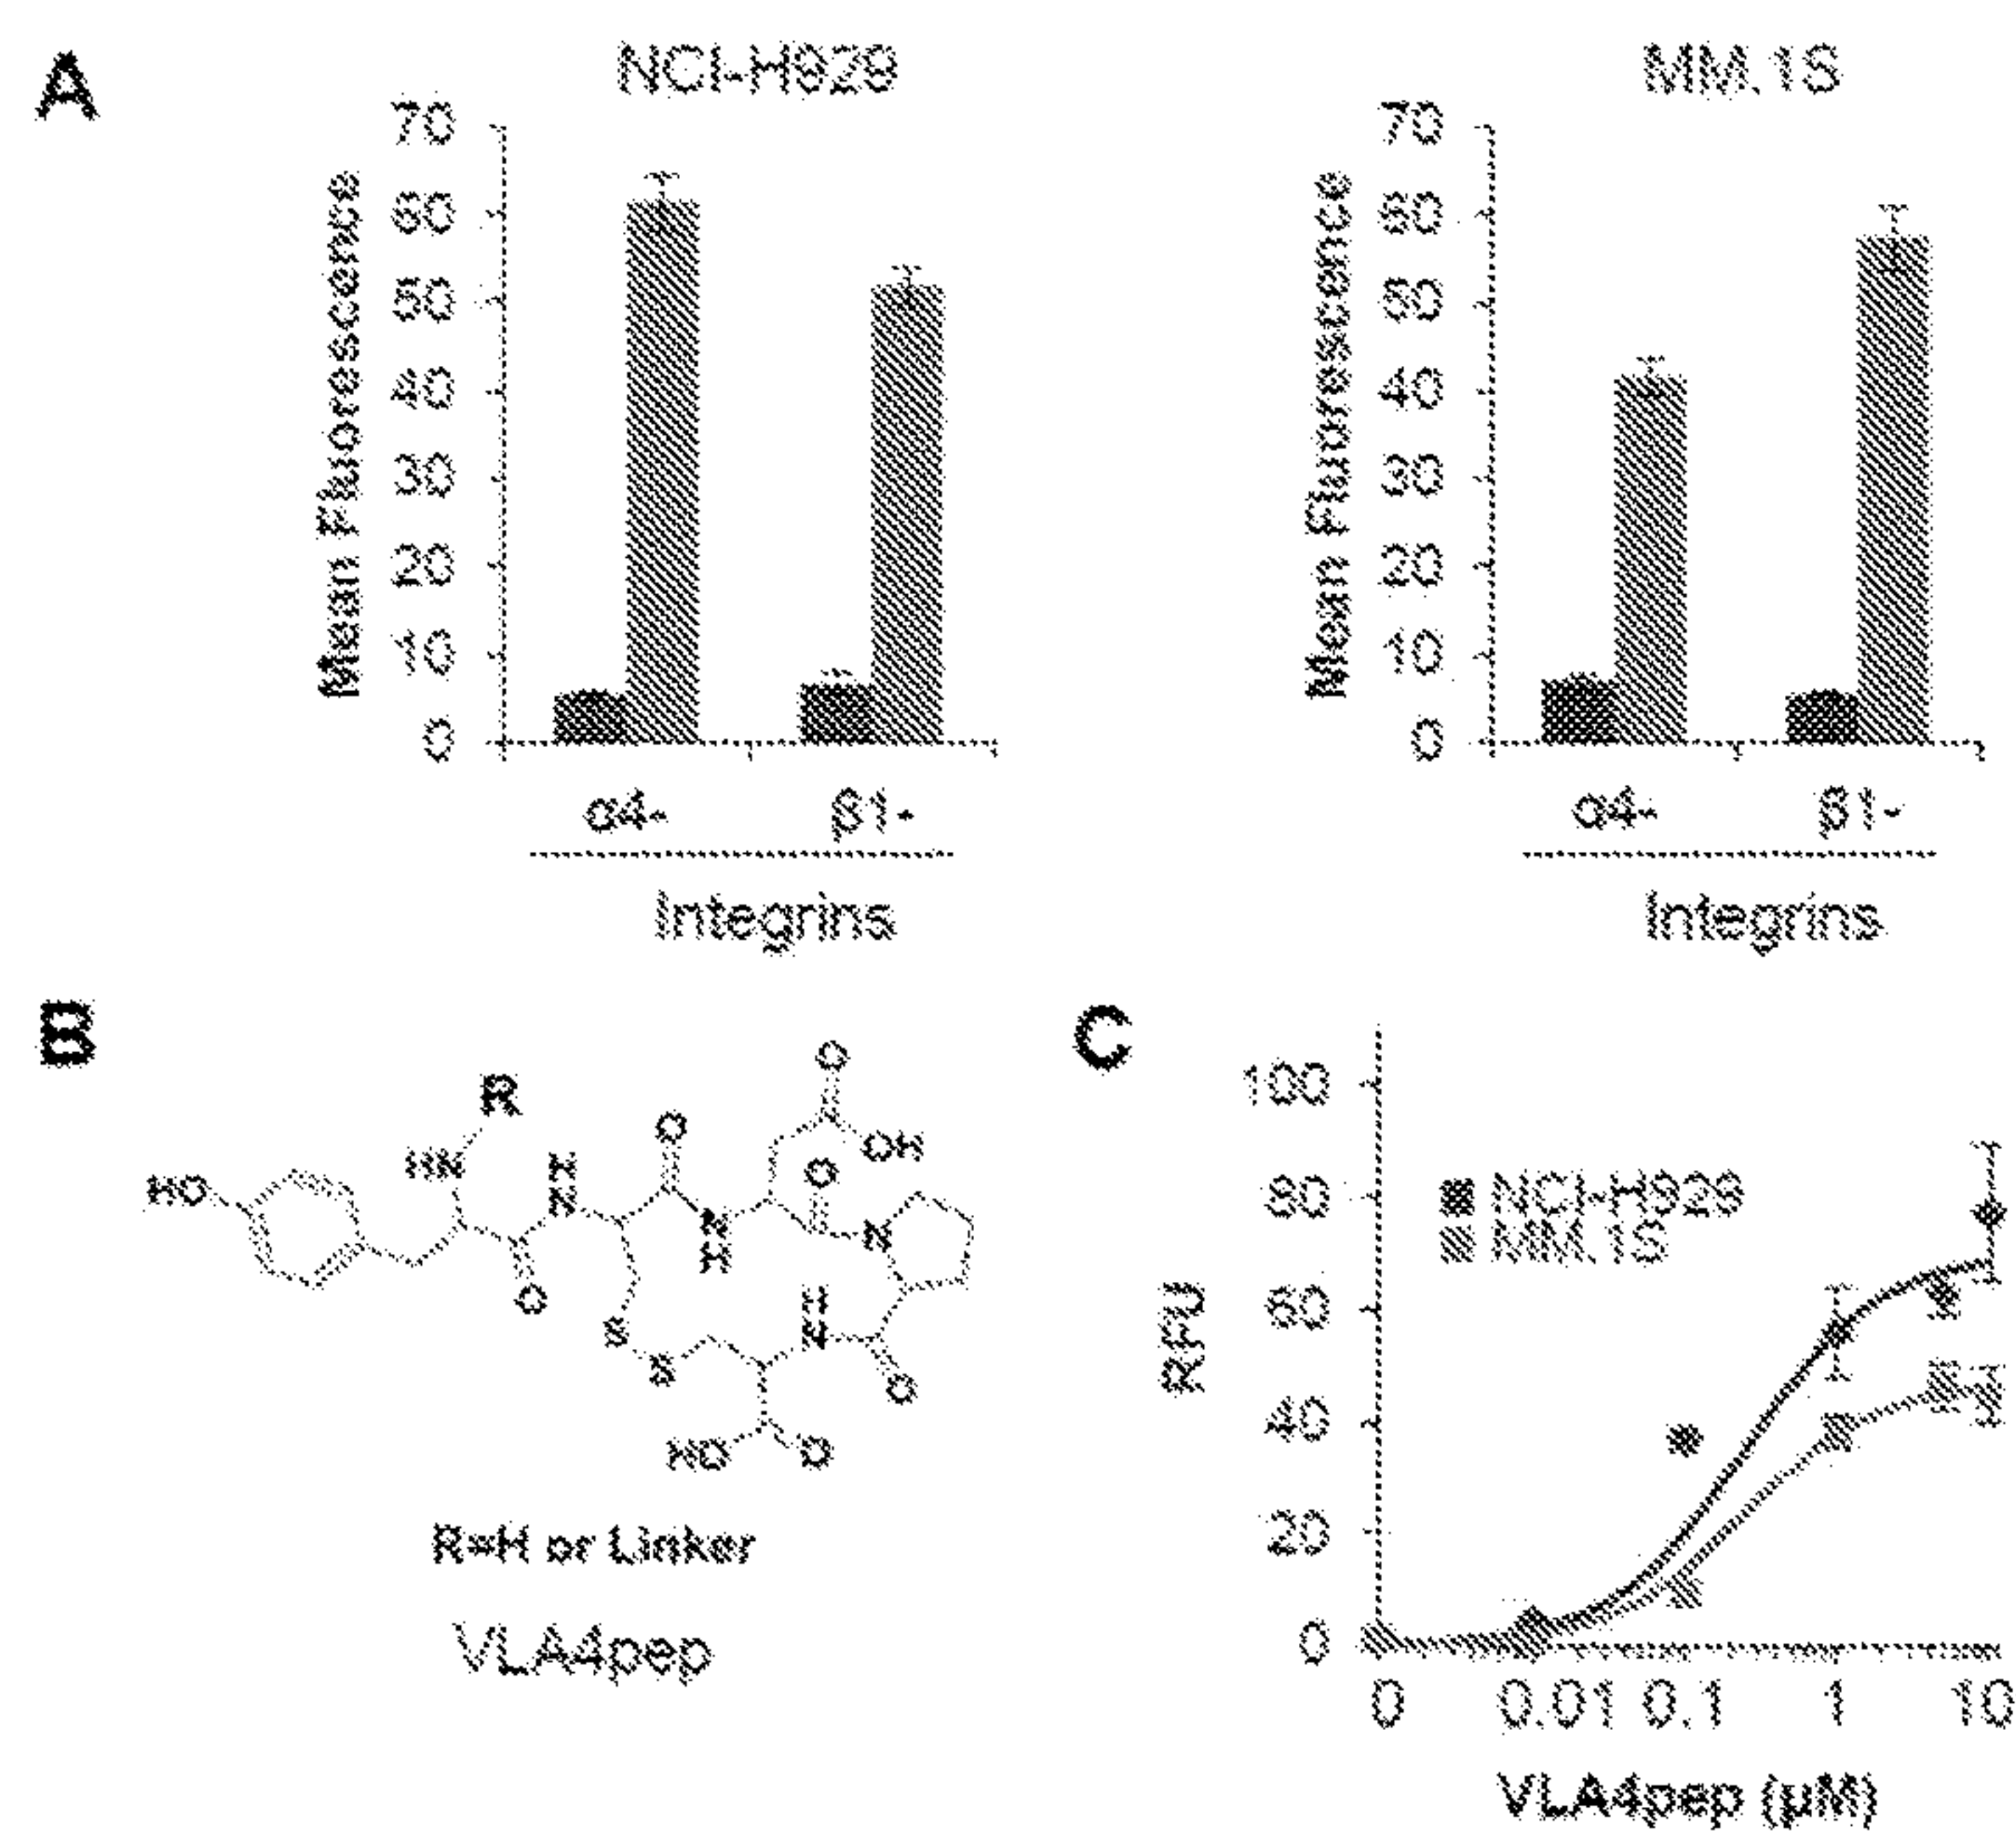 A
NCI-H929
Mean Fluorescence
70
60
50
40
30
20
10
0
α4-
β1-
Integrins
MM.1S
Mean Fluorescence
70
60
50
40
30
20
10
0
α4-
β1-
Integrins
B
R
HN
HO
H
N
O
O
OH
O
N
H
N
O
S
S
H
N
O
HO
O
R=H or Linker
VLA4pep
C
RFU
100
80
60
40
20
0
NCI-H929
MM.1S
0 0.01 0.1 1 10
VLA4pep (µM)